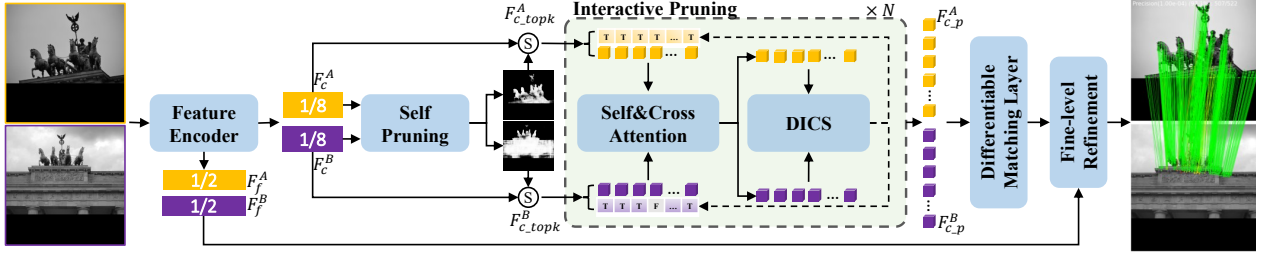 Interactive Pruning
× N
F_{c_topk}^A
F_{c_p}^A
S
T T T T ... T
...
...
F_c^A
1/8
1/8
F_c^B
Feature
Encoder
Self
Pruning
Self&Cross
Attention
DICS
Differentiable
Matching Layer
Fine-level
Refinement
1/2
F_f^A
1/2
F_f^B
S
F_{c_topk}^B
...
T T T F ... T
...
F_{c_p}^B